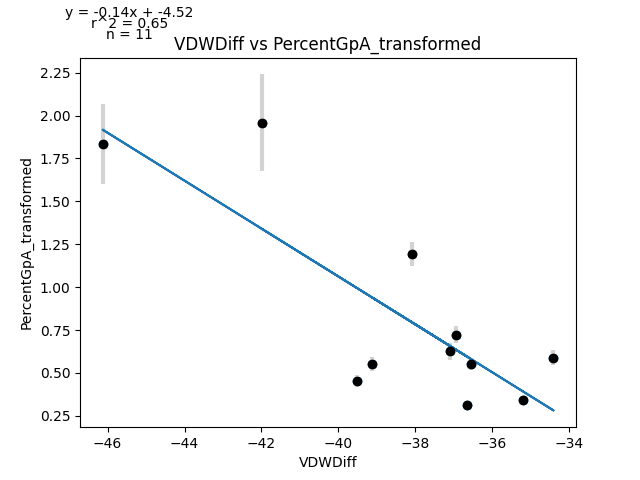 y = -0.14x + -4.52
r^2 = 0.65
n = 11
VDWDiff vs PercentGpA_transformed
PercentGpA_transformed
2.25
2.00
1.75
1.50
1.25
1.00
0.75
0.50
0.25
−46
−44
−42
−40
−38
−36
−34
VDWDiff